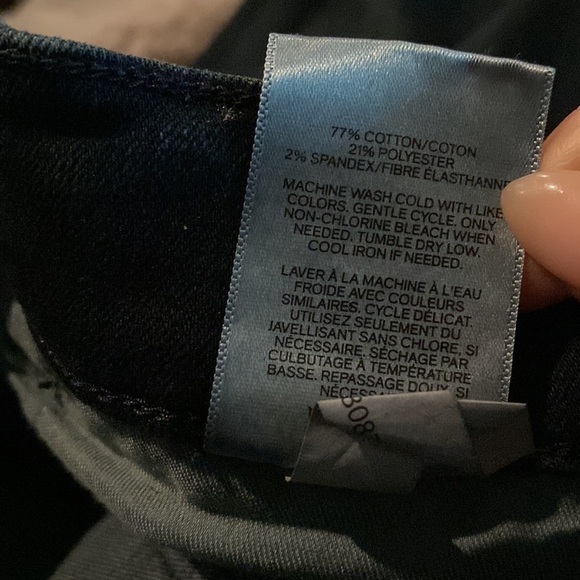 77% COTTON/COTON
21% POLYESTER
2% SPANDEX/FIBRE ÉLASTHANNE
MACHINE WASH COLD WITH LIKE
COLORS. GENTLE CYCLE. ONLY
NON-CHLORINE BLEACH WHEN
NEEDED. TUMBLE DRY LOW.
COOL IRON IF NEEDED.
LAVER À LA MACHINE À L'EAU
FROIDE AVEC COULEURS
SIMILAIRES. CYCLE DÉLICAT.
UTILISEZ SEULEMENT DU
JAVELLISANT SANS CHLORE, SI
NÉCESSAIRE. SÉCHAGE PAR
CULBUTAGE À TEMPÉRATURE
BASSE. REPASSAGE DOUX, SI